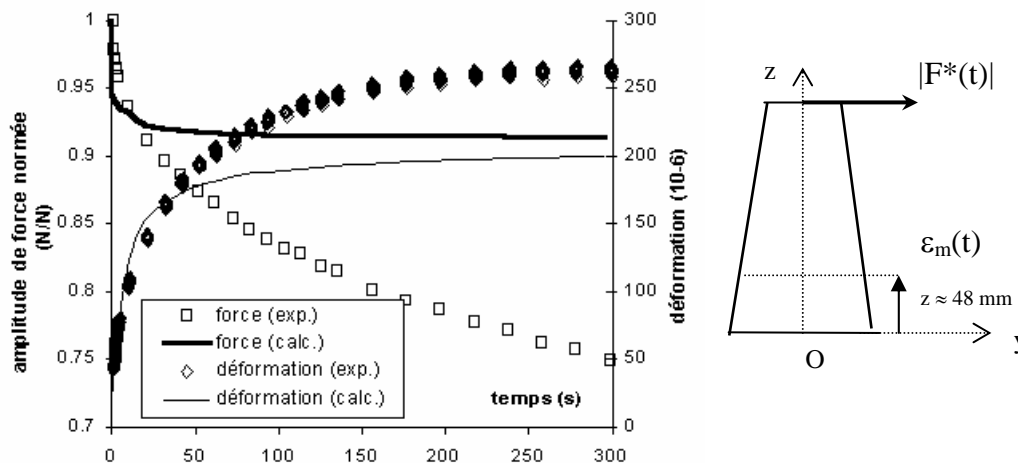 amplitude de force normée
(N/N)
1
0.95
0.9
0.85
0.8
0.75
0.7
300
250
200
150
100
50
0
déformation (10-6)
force (exp.)
force (calc.)
déformation (exp.)
déformation (calc.)
temps (s)
0 50 100 150 200 250 300
z
|F*(t)|
εm(t)
z ≈ 48 mm
O
y